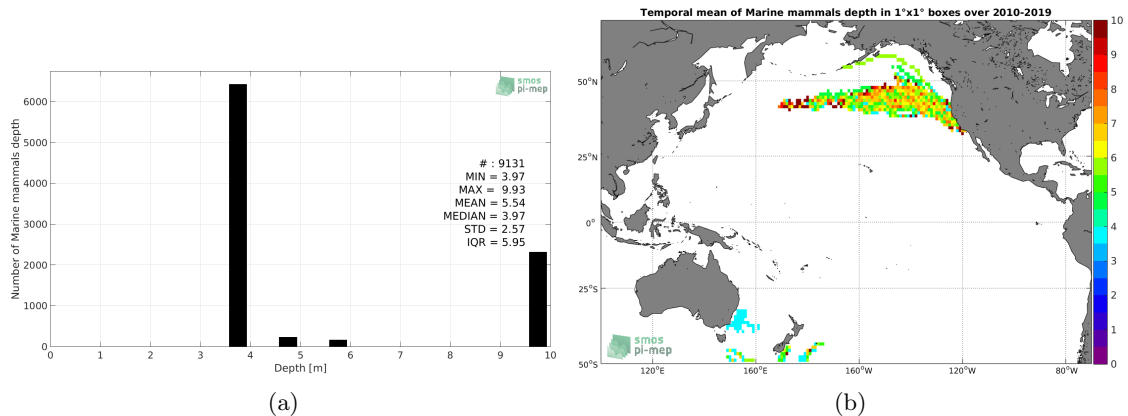 smos
pi-mep
# : 9131
MIN = 3.97
MAX = 9.93
MEAN = 5.54
MEDIAN = 3.97
STD = 2.57
IQR = 5.95
Number of Marine mammals depth
6000
5000
4000
3000
2000
1000
0
0 1 2 3 4 5 6 7 8 9 10
Depth [m]
(a)
Temporal mean of Marine mammals depth in 1°x1° boxes over 2010-2019
50°N
25°N
0°
25°S
50°S
120°E 160°E 160°W 120°W 80°W
smos
pi-mep
10
9
8
7
6
5
4
3
2
1
0
(b)